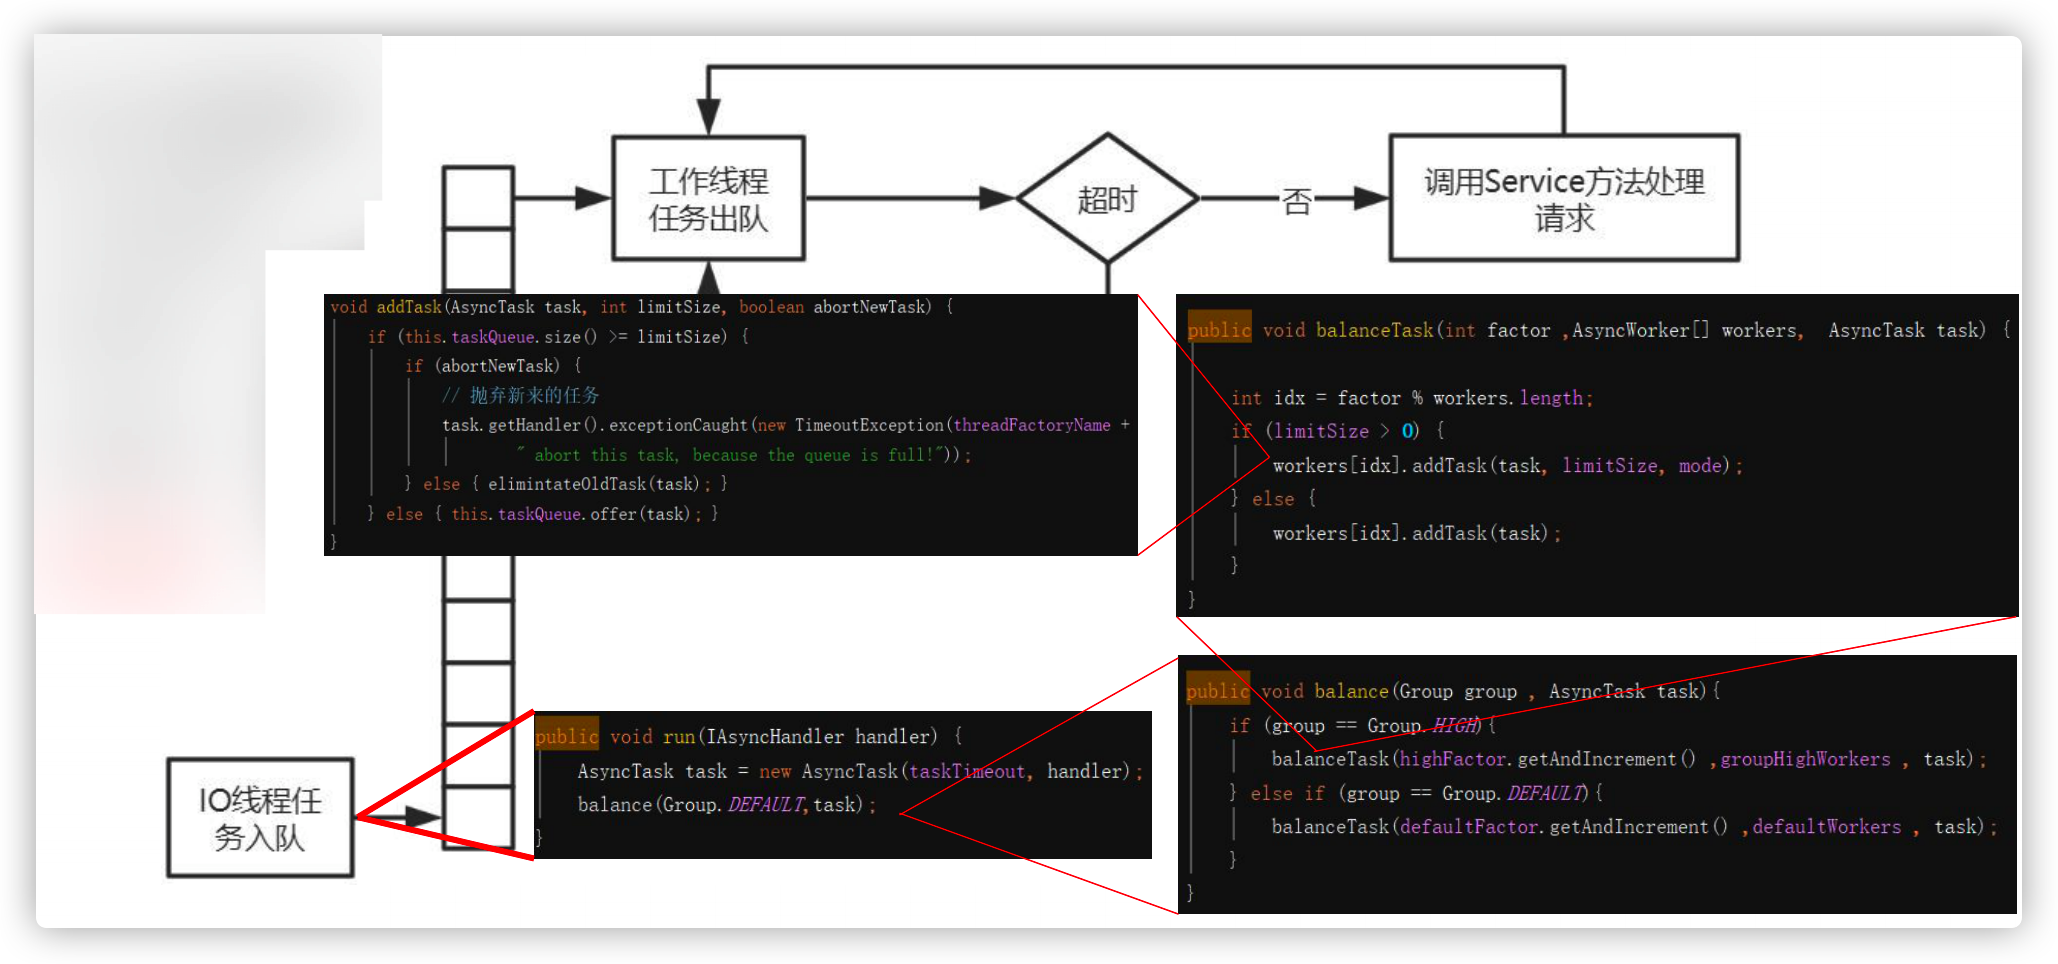 工作线程
任务出队
超时
否
调用Service方法处理
请求
void addTask(AsyncTask task, int limitSize, boolean abortNewTask) {
if (this.taskQueue.size() >= limitSize) {
if (abortNewTask) {
// 抛弃新来的任务
task.getHandler().exceptionCaught(new TimeoutException(threadFactoryName +
" abort this task, because the queue is full!"));
} else { elimintateOldTask(task); }
} else { this.taskQueue.offer(task); }
}
public void balanceTask(int factor ,AsyncWorker[] workers, AsyncTask task) {
int idx = factor % workers.length;
if (limitSize > 0) {
workers[idx].addTask(task, limitSize, mode);
} else {
workers[idx].addTask(task);
}
}
IO线程任
务入队
public void run(IAsyncHandler handler) {
AsyncTask task = new AsyncTask(taskTimeout, handler);
balance(Group.DEFAULT,task);
}
public void balance(Group group , AsyncTask task){
if (group == Group.HIGH){
balanceTask(highFactor.getAndIncrement() ,groupHighWorkers , task);
} else if (group == Group.DEFAULT){
balanceTask(defaultFactor.getAndIncrement() ,defaultWorkers , task);
}
}